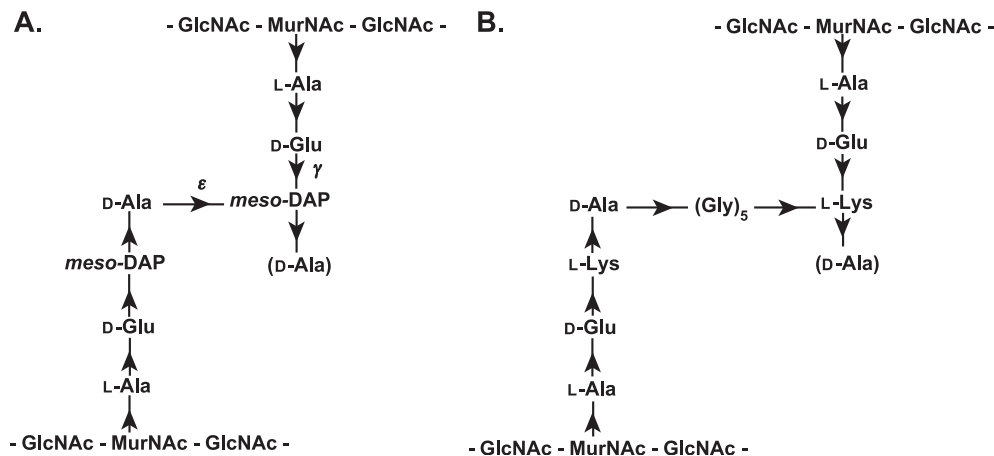 A.
- GlcNAc - MurNAc - GlcNAc -
L-Ala
D-Glu
γ
ε
D-Ala
meso-DAP
meso-DAP
(D-Ala)
D-Glu
L-Ala
- GlcNAc - MurNAc - GlcNAc -
B.
- GlcNAc - MurNAc - GlcNAc -
L-Ala
D-Glu
D-Ala
(Gly)5
L-Lys
L-Lys
(D-Ala)
D-Glu
L-Ala
- GlcNAc - MurNAc - GlcNAc -